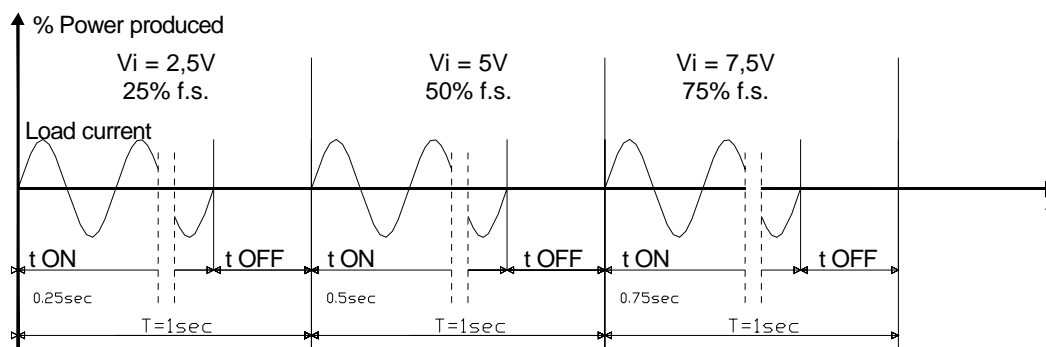 % Power produced
Vi = 2,5V
25% f.s.
Vi = 5V
50% f.s.
Vi = 7,5V
75% f.s.
Load current
t ON
t OFF
t ON
t OFF
t ON
t OFF
0.25sec
0.5sec
0.75sec
T=1sec
T=1sec
T=1sec